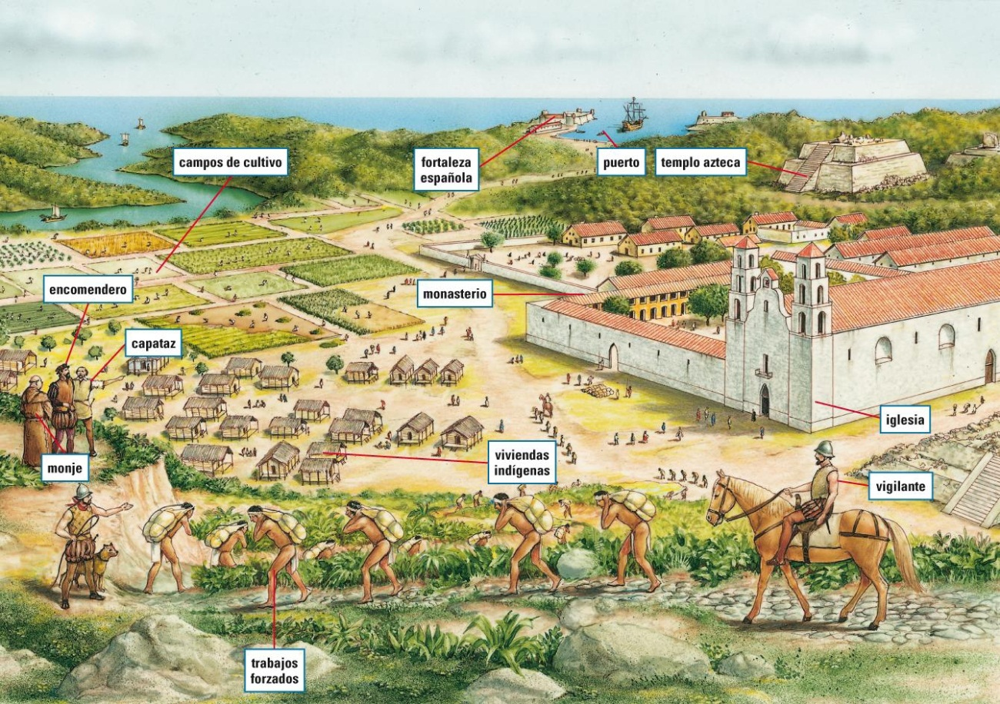 campos de cultivo
fortaleza
española
puerto
templo azteca
encomendero
monasterio
capataz
iglesia
monje
viviendas
indígenas
vigilante
trabajos
forzados